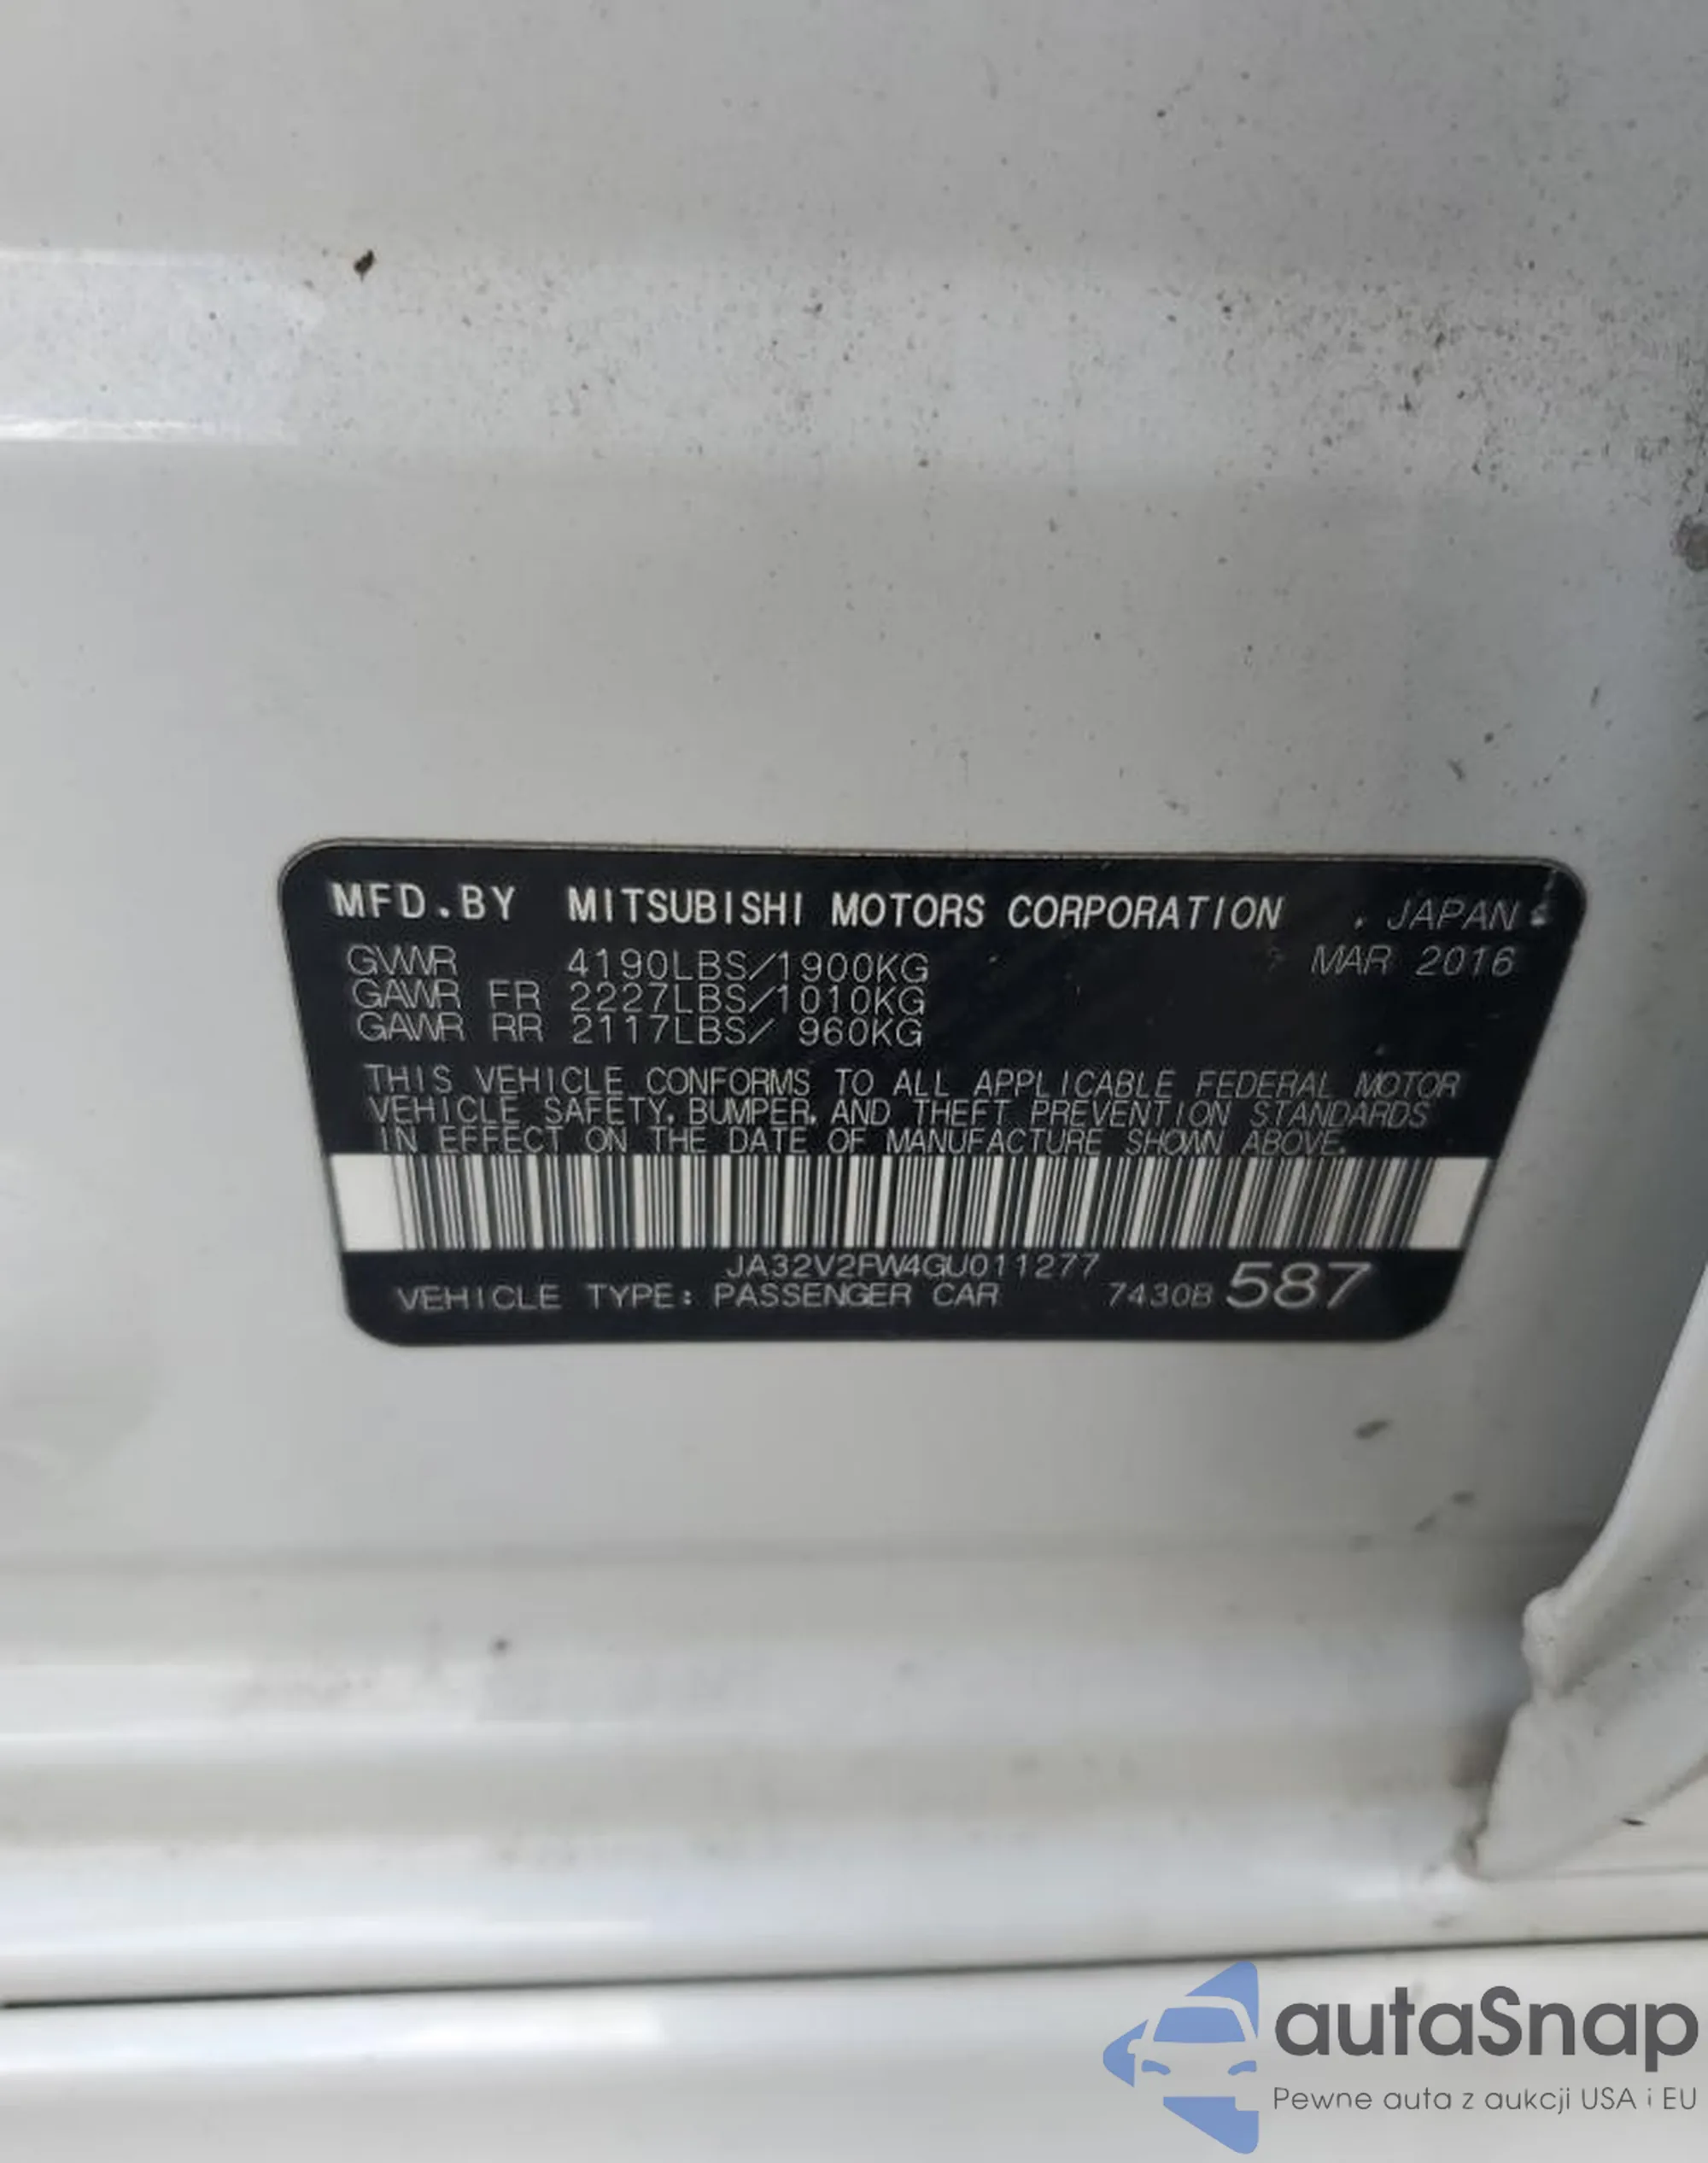 MFD.BY MITSUBISHI MOTORS CORPORATION . JAPAN
GVWR 4190LBS/1900KG MAR 2016
GAWR FR 2227LBS/1010KG
GAWR RR 2117LBS/ 960KG
THIS VEHICLE CONFORMS TO ALL APPLICABLE FEDERAL MOTOR
VEHICLE SAFETY, BUMPER, AND THEFT PREVENTION STANDARDS
IN EFFECT ON THE DATE OF MANUFACTURE SHOWN ABOVE.
JA32V2FW4GU011277
VEHICLE TYPE: PASSENGER CAR 7430B 587
autaSnap
Pewne auta z aukcji USA i EU